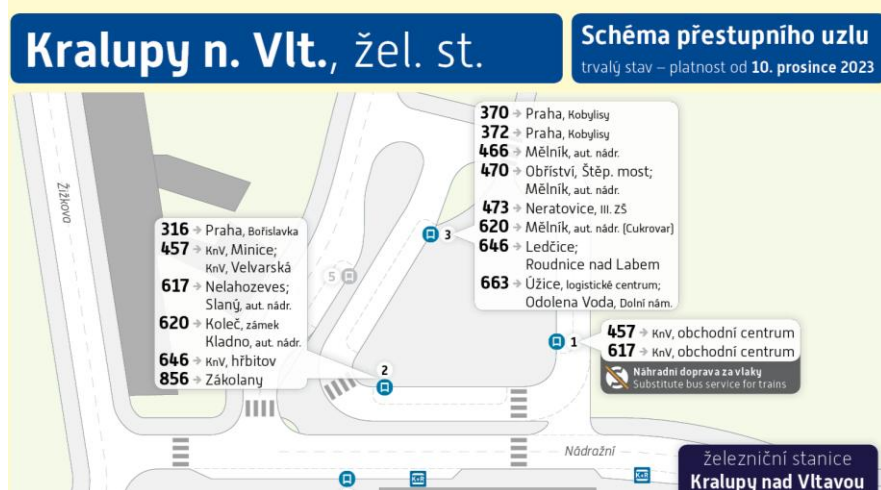 Kralupy n. Vlt., žel. st.
Schéma přestupního uzlu
trvalý stav – platnost od 10. prosince 2023
Žižkova
370 → Praha, Kobylisy
372 → Praha, Kobylisy
466 → Mělník, aut. nádr.
470 → Obříství, Štěp. most;
Mělník, aut. nádr.
473 → Neratovice, III. ZŠ
620 → Mělník, aut. nádr. [Cukrovar]
646 → Ledčice;
Roudnice nad Labem
663 → Úžice, logistické centrum;
Odolena Voda, Dolní nám.
3
316 → Praha, Bořislavka
457 → KnV, Minice;
KnV, Velvarská
617 → Nelahozeves;
Slaný, aut. nádr.
620 → Koleč, zámek
Kladno, aut. nádr.
646 → KnV, hřbitov
856 → Zákolany
5
2
1
457 → KnV, obchodní centrum
617 → KnV, obchodní centrum
Náhradní doprava za vlaky
Substitute bus service for trains
Nádražní
K+R
K+R
železniční stanice
Kralupy nad Vltavou